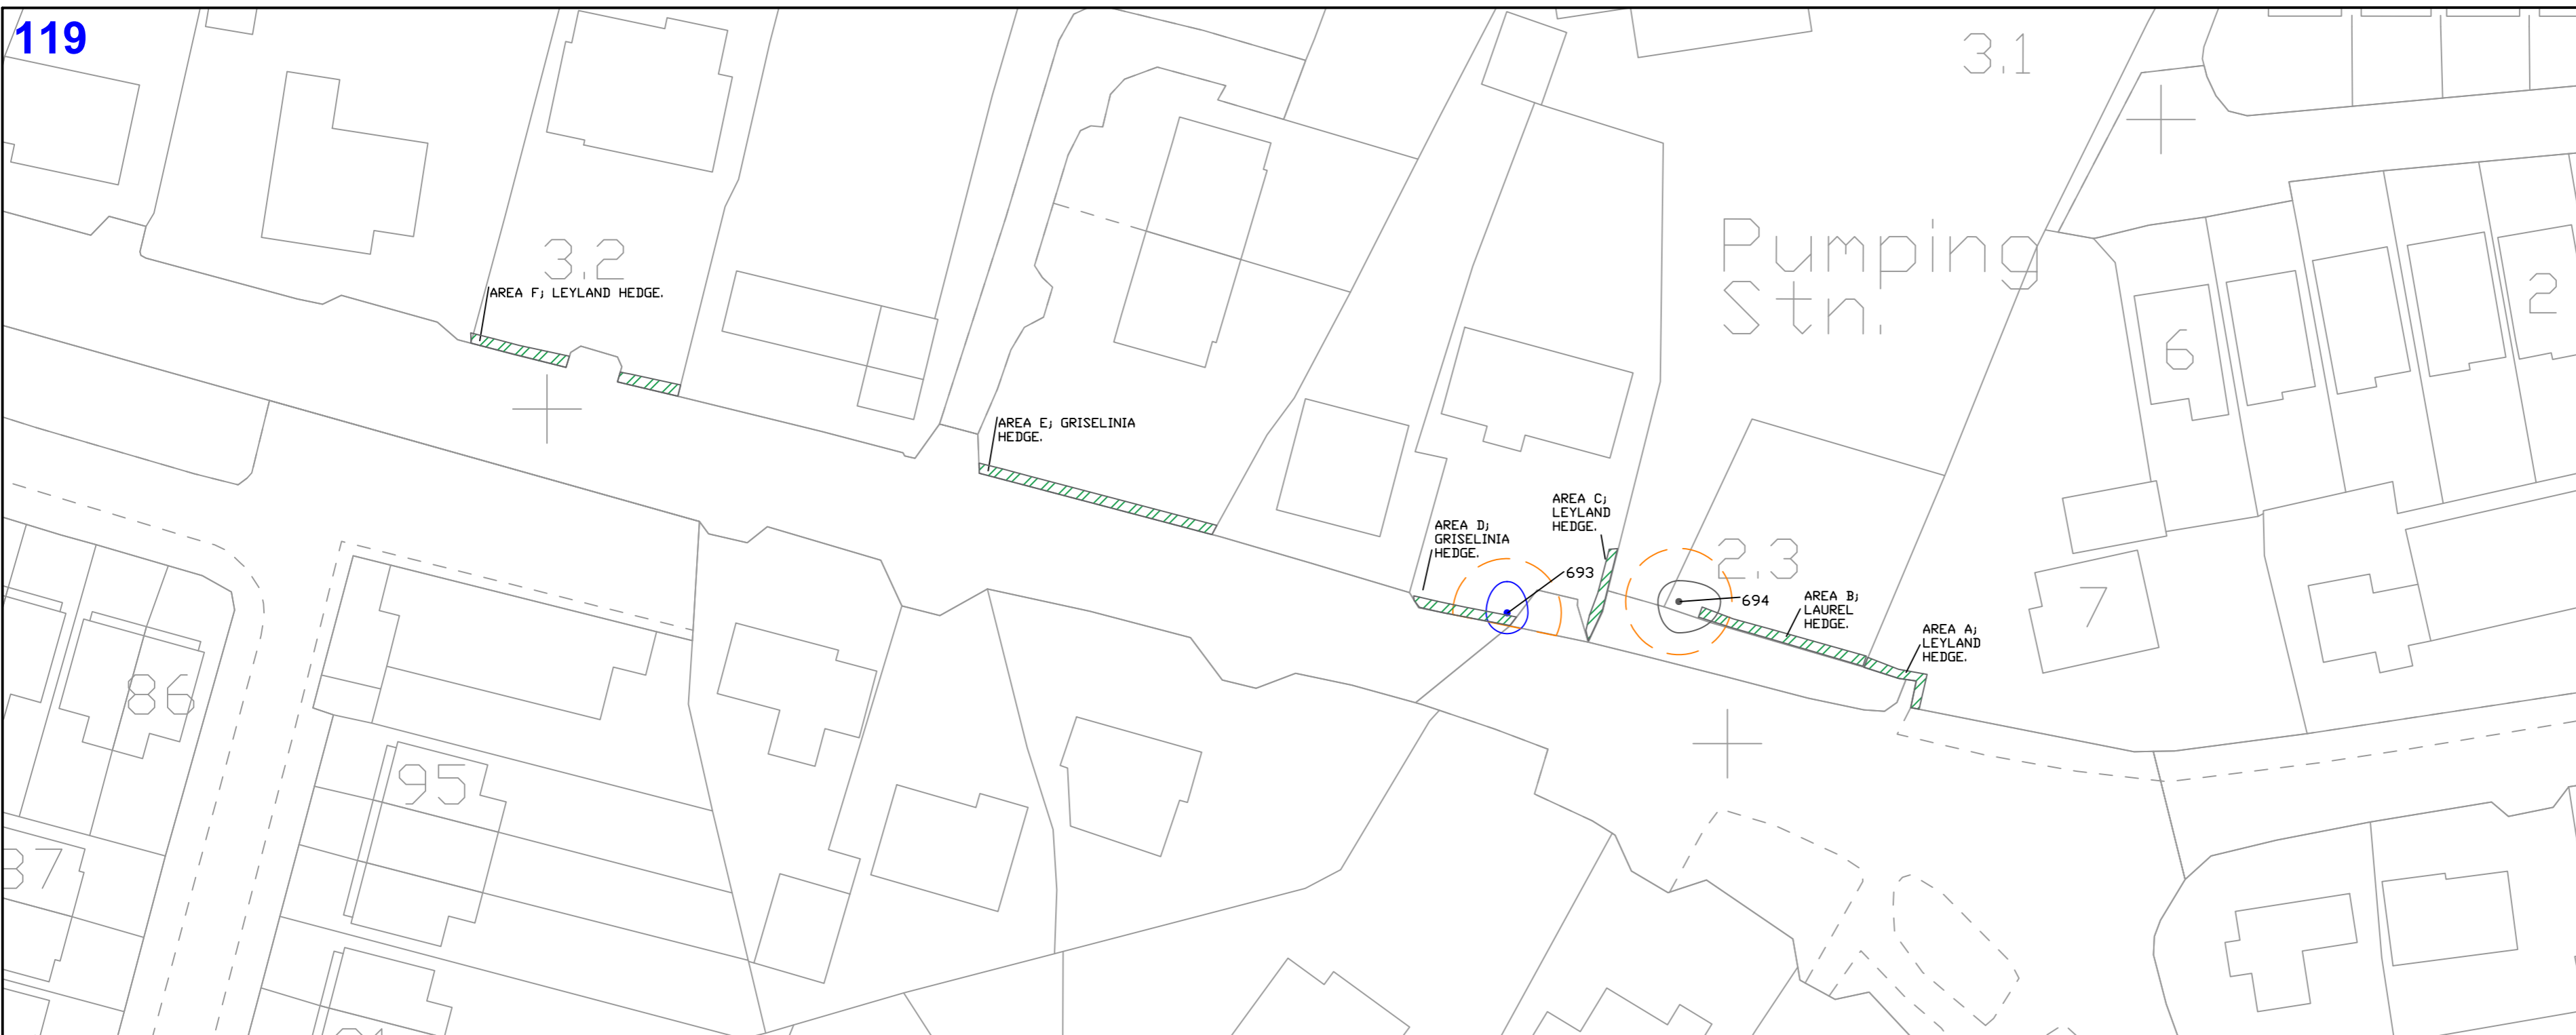 119
3.1
Pumping
Stn.
3.2
AREA F; LEYLAND HEDGE.
2
6
AREA E; GRISELINIA
HEDGE.
AREA C;
LEYLAND
HEDGE.
AREA D;
GRISELINIA
HEDGE.
693
2.3
694
AREA B;
LAUREL
HEDGE.
7
AREA A;
LEYLAND
HEDGE.
86
95